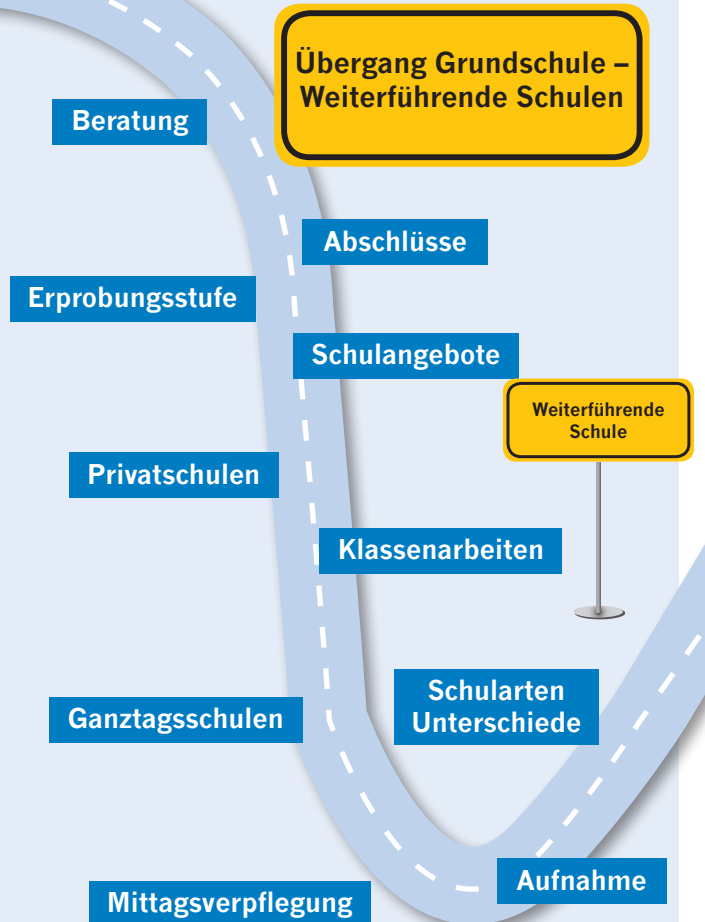 Übergang Grundschule –
Weiterführende Schulen
Beratung
Abschlüsse
Erprobungsstufe
Schulangebote
Weiterführende
Schule
Privatschulen
Klassenarbeiten
Schularten
Unterschiede
Ganztagsschulen
Aufnahme
Mittagsverpflegung